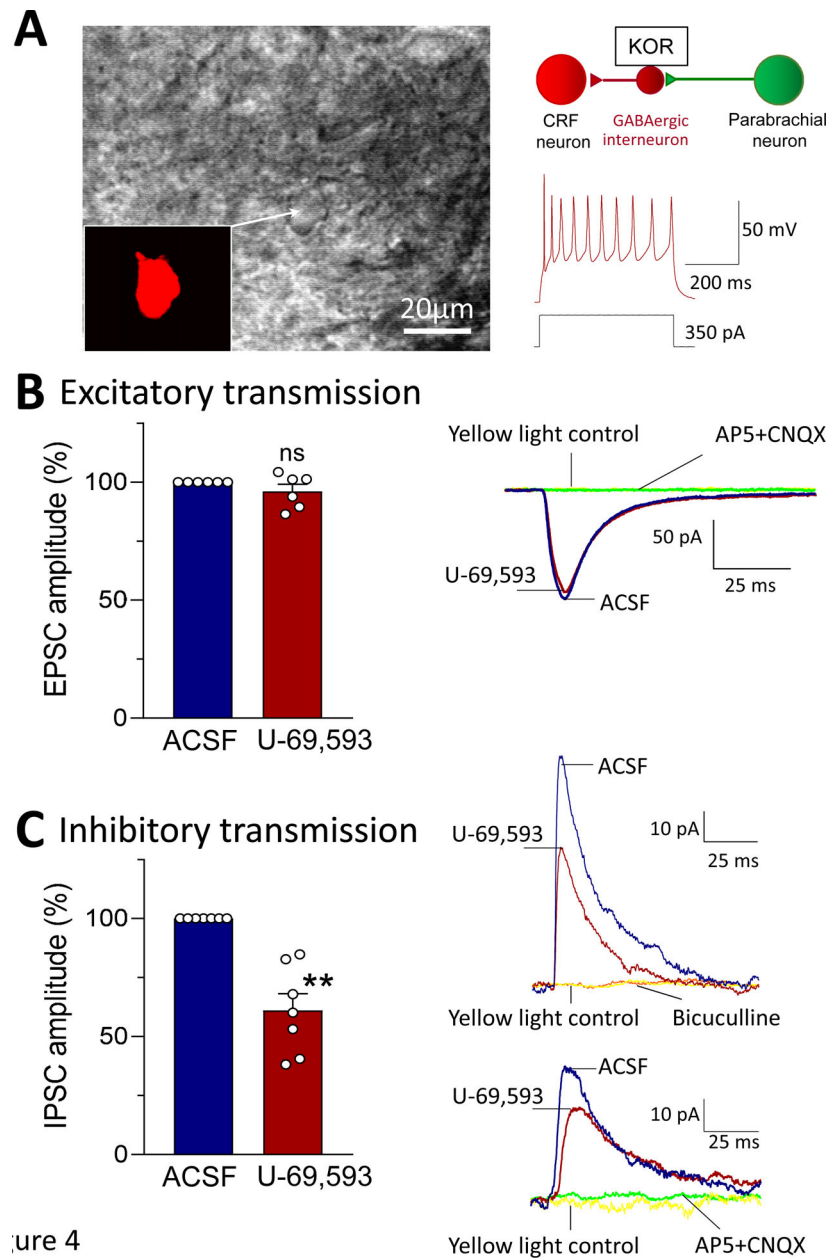 A
20µm
KOR
CRF
neuron
GABAergic
interneuron
Parabrachial
neuron
50 mV
200 ms
350 pA
B Excitatory transmission
EPSC amplitude (%)
100
50
0
ns
ACSF
U-69,593
Yellow light control
AP5+CNQX
U-69,593
ACSF
50 pA
25 ms
C Inhibitory transmission
IPSC amplitude (%)
100
50
0
**
ACSF
U-69,593
ACSF
U-69,593
10 pA
25 ms
Yellow light control
Bicuculline
ACSF
U-69,593
10 pA
25 ms
Yellow light control
AP5+CNQX
ure 4